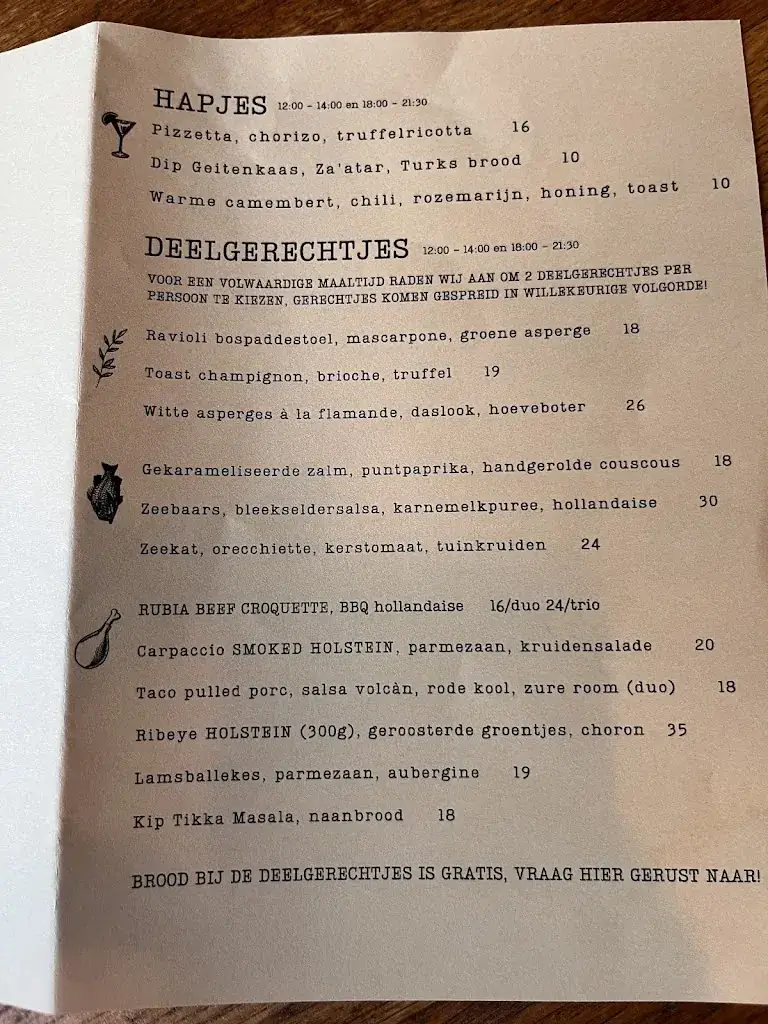 HAPJES 12:00 - 14:00 en 18:00 - 21:30
Pizzetta, chorizo, truffelricotta 16
Dip Geitenkaas, Za'atar, Turks brood 10
Warme camembert, chili, rozemarijn, honing, toast 10
DEELGERECHTJES 12:00 - 14:00 en 18:00 - 21:30
VOOR EEN VOLWAARDIGE MAALTIJD RADEN WIJ AAN OM 2 DEELGERECHTJES PER
PERSOON TE KIEZEN, GERECHTJES KOMEN GESPREID IN WILLEKEURIGE VOLGORDE!
Ravioli bospaddestoel, mascarpone, groene asperge 18
Toast champignon, brioche, truffel 19
Witte asperges à la flamande, daslook, hoeveboter 26
Gekarameliseerde zalm, puntpaprika, handgerolde couscous 18
Zeebaars, bleekseldersalsa, karnemelkpuree, hollandaise 30
Zeekat, orecchiette, kerstomaat, tuinkruiden 24
RUBIA BEEF CROQUETTE, BBQ hollandaise 16/duo 24/trio
Carpaccio SMOKED HOLSTEIN, parmezaan, kruidensalade 20
Taco pulled porc, salsa volcàn, rode kool, zure room (duo) 18
Ribeye HOLSTEIN (300g), geroosterde groentjes, choron 35
Lamsballekes, parmezaan, aubergine 19
Kip Tikka Masala, naanbrood 18
BROOD BIJ DE DEELGERECHTJES IS GRATIS, VRAAG HIER GERUST NAAR!